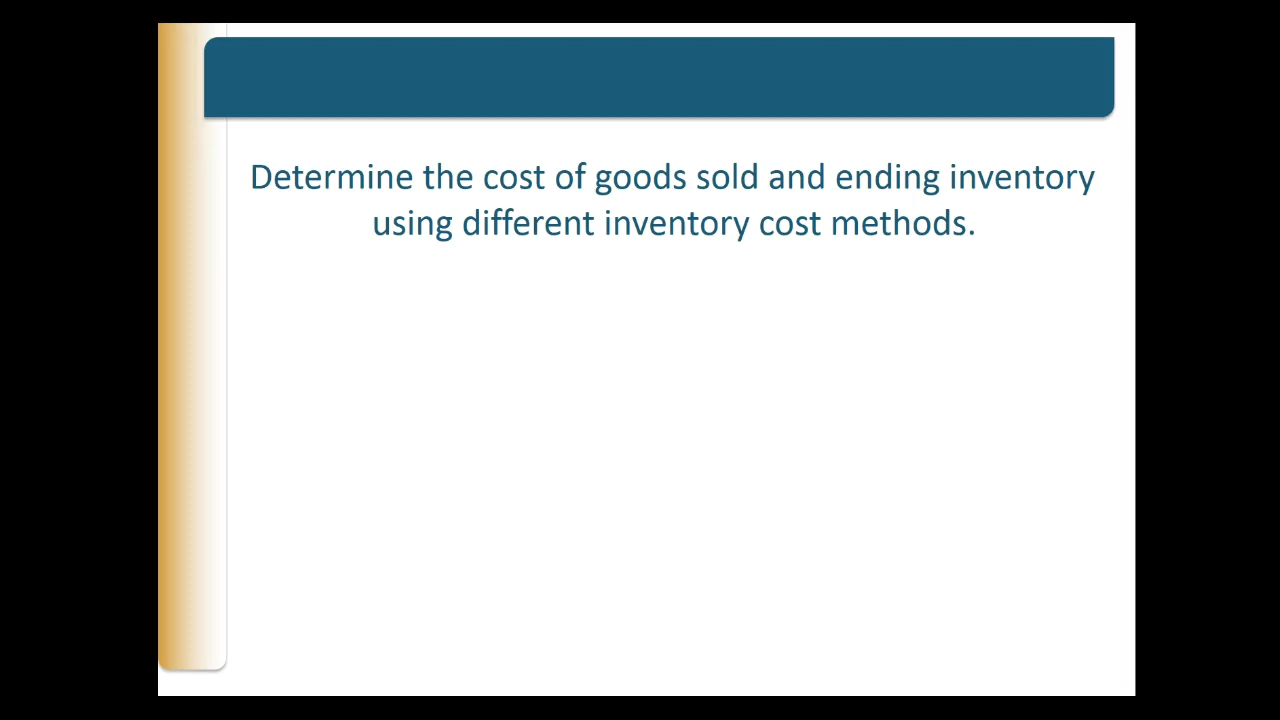 Determine the cost of goods sold and ending inventory
using different inventory cost methods.